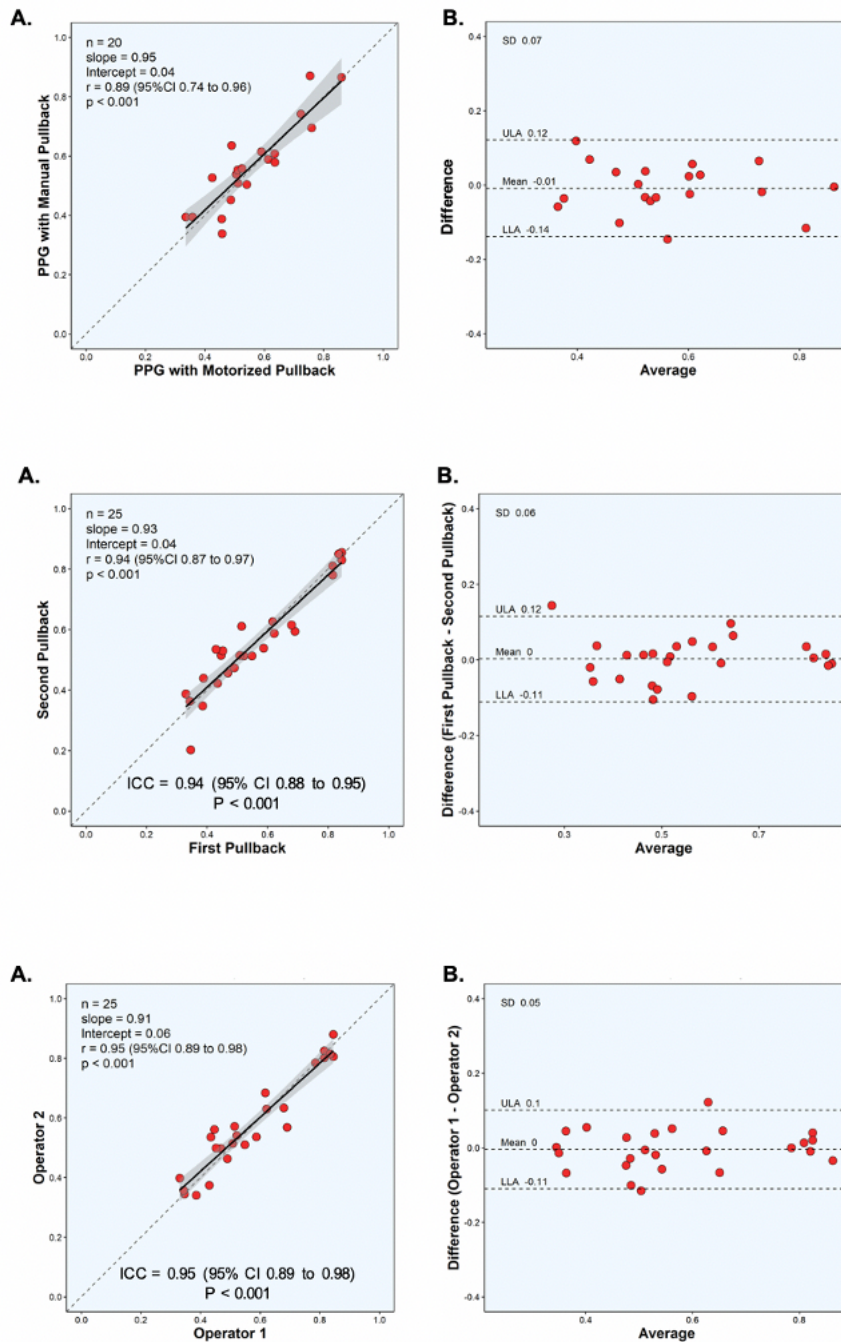 A.
n = 20
slope = 0.95
Intercept = 0.04
r = 0.89 (95%CI 0.74 to 0.96)
p < 0.001
1.0
0.8
0.6
0.4
0.2
0.0
PPG with Manual Pullback
0.0 0.2 0.4 0.6 0.8 1.0
PPG with Motorized Pullback
B.
SD 0.07
ULA 0.12
Mean -0.01
LLA -0.14
0.4
0.2
0.0
-0.2
-0.4
Difference
0.4 0.6 0.8
Average
A.
n = 25
slope = 0.93
Intercept = 0.04
r = 0.94 (95%CI 0.87 to 0.97)
p < 0.001
ICC = 0.94 (95% CI 0.88 to 0.95)
P < 0.001
1.0
0.8
0.6
0.4
0.2
0.0
Second Pullback
0.0 0.2 0.4 0.6 0.8 1.0
First Pullback
B.
SD 0.06
ULA 0.12
Mean 0
LLA -0.11
0.4
0.2
0.0
-0.2
-0.4
Difference (First Pullback - Second Pullback)
0.3 0.5 0.7
Average
A.
n = 25
slope = 0.91
Intercept = 0.06
r = 0.95 (95%CI 0.89 to 0.98)
p < 0.001
ICC = 0.95 (95% CI 0.89 to 0.98)
P < 0.001
1.0
0.8
0.6
0.4
0.2
0.0
Operator 2
0.0 0.2 0.4 0.6 0.8 1.0
Operator 1
B.
SD 0.05
ULA 0.1
Mean 0
LLA -0.11
0.4
0.2
0.0
-0.2
-0.4
Difference (Operator 1 - Operator 2)
0.4 0.6 0.8
Average